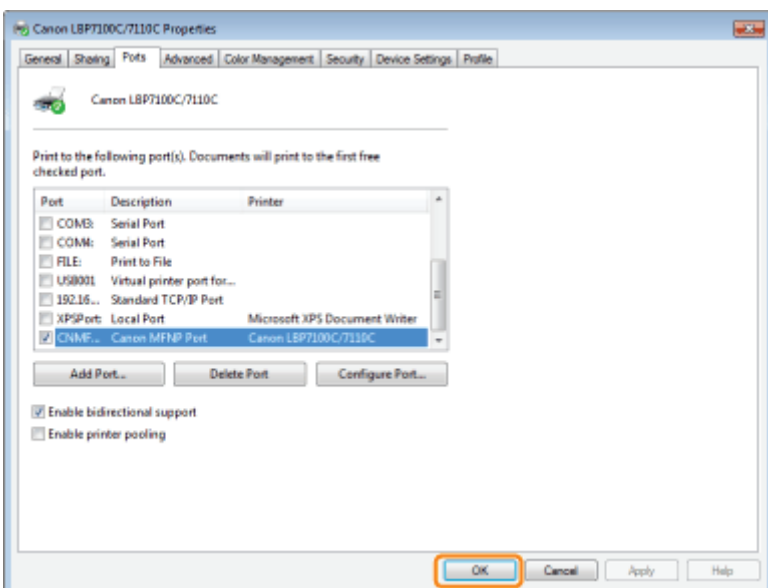 Canon LBP7100C/7110C Properties
General Sharing Ports Advanced Color Management Security Device Settings Profile
Canon LBP7100C/7110C
Print to the following port(s). Documents will print to the first free
checked port.
Port Description Printer
COM3: Serial Port
COM4: Serial Port
FILE: Print to File
USB001 Virtual printer port for...
192.16... Standard TCP/IP Port
XPSPort: Local Port Microsoft XPS Document Writer
CNMF... Canon MFNP Port Canon LBP7100C/7110C
Add Port... Delete Port Configure Port...
Enable bidirectional support
Enable printer pooling
OK Cancel Apply Help